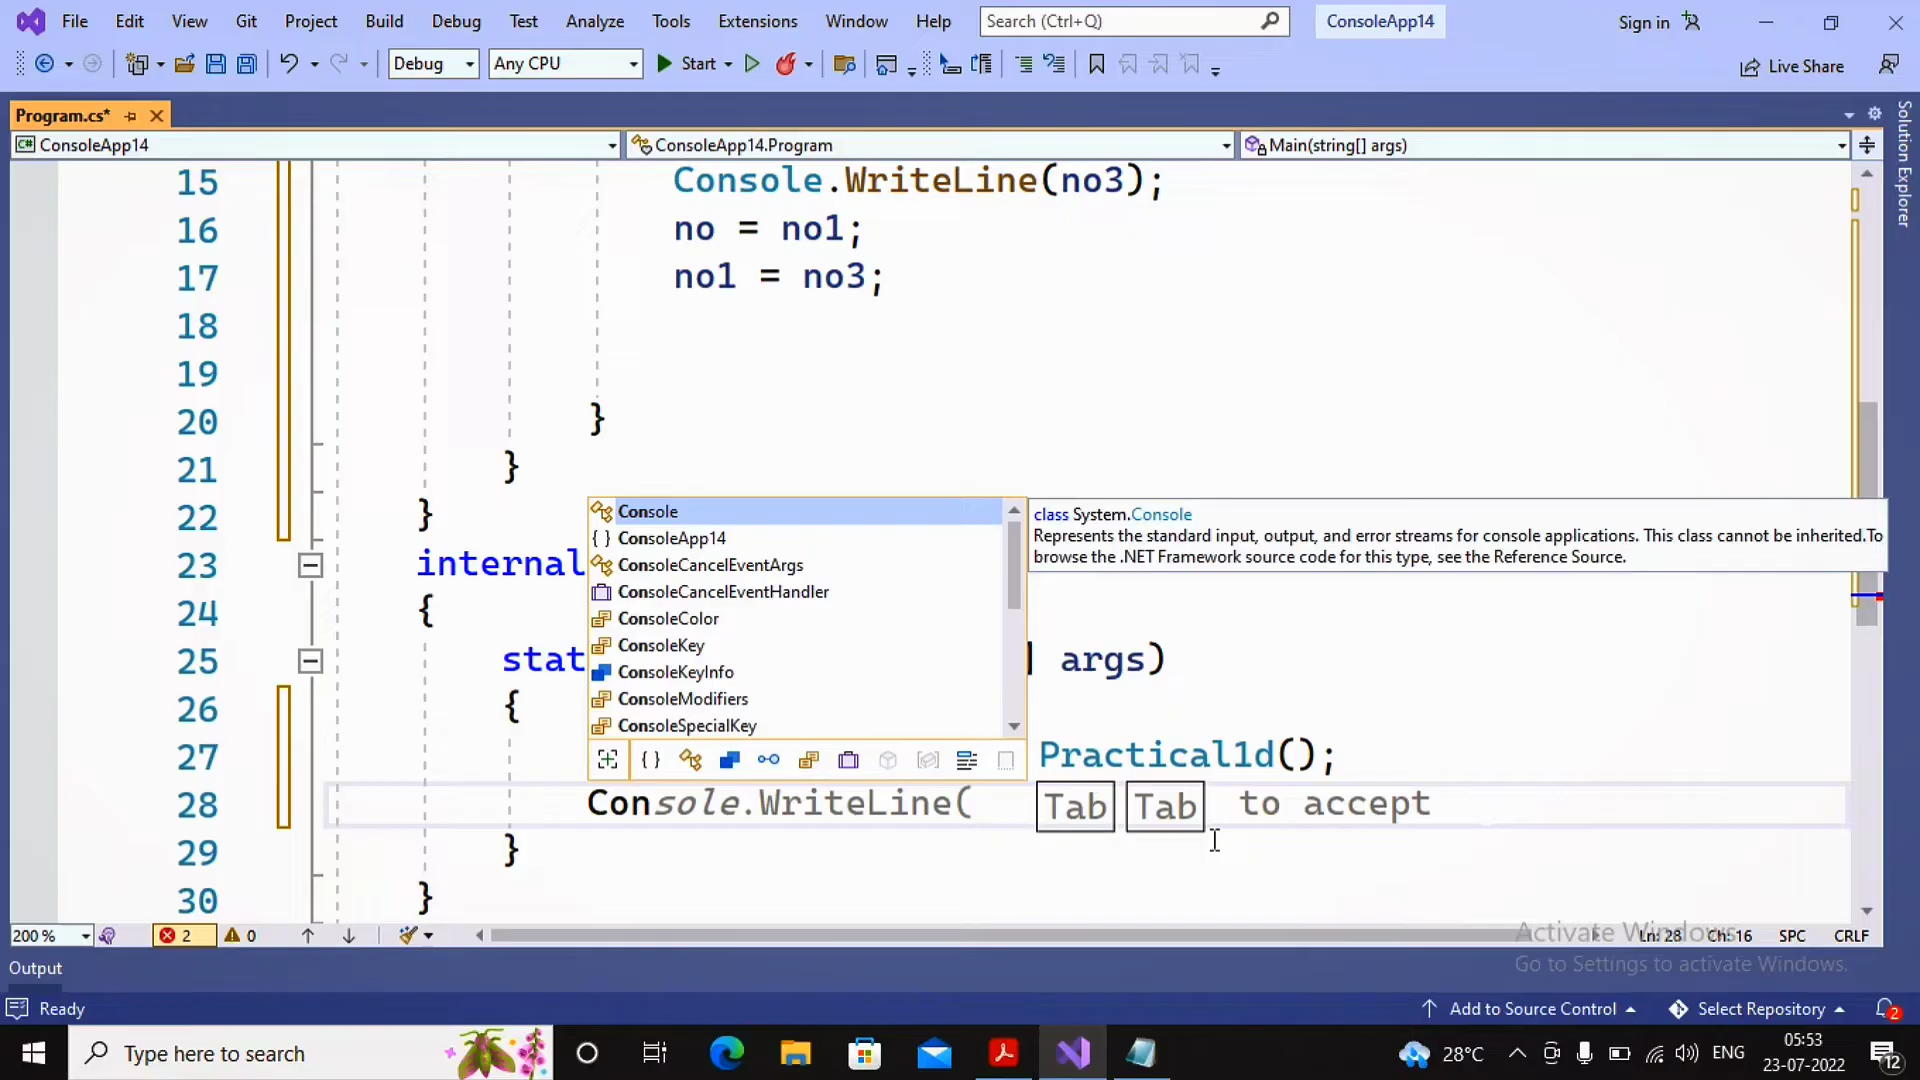 File Edit View Git Project Build Debug Test Analyze Tools Extensions Window Help Search (Ctrl+Q) ConsoleApp14 Sign in
Debug Any CPU Start Live Share
Program.cs*
ConsoleApp14 ConsoleApp14.Program Main(string[] args)
Solution Explorer
15 Console.WriteLine(no3);
16 no = no1;
17 no1 = no3;
18
19
20 }
21 }
22 }
23 internal
24 {
25 stat ] args)
26 {
27 Practical1d();
28 Console.WriteLine( Tab Tab to accept
29 }
30 }
Console
ConsoleApp14
ConsoleCancelEventArgs
ConsoleCancelEventHandler
ConsoleColor
ConsoleKey
ConsoleKeyInfo
ConsoleModifiers
ConsoleSpecialKey
class System.Console
Represents the standard input, output, and error streams for console applications. This class cannot be inherited.To
browse the .NET Framework source code for this type, see the Reference Source.
200 % 2 0 Ln: 28 Ch: 16 SPC CRLF
Activate Windows
Go to Settings to activate Windows.
Output
Ready Add to Source Control Select Repository 2
Type here to search 28°C ENG 05:53
23-07-2022 12